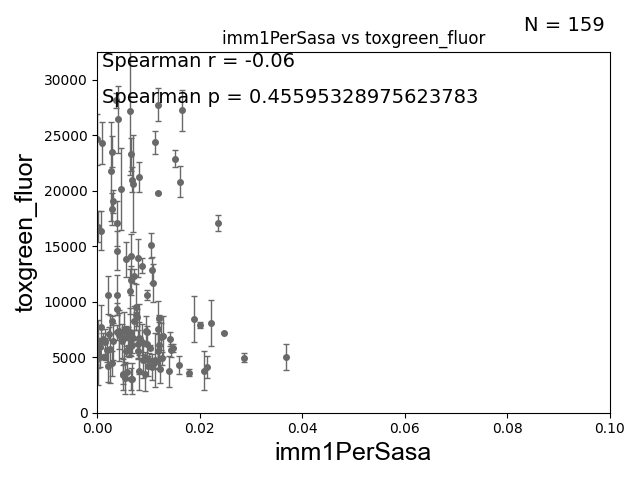 N = 159
imm1PerSasa vs toxgreen_fluor
Spearman r = -0.06
Spearman p = 0.45595328975623783
30000
25000
20000
15000
10000
5000
0
toxgreen_fluor
0.00 0.02 0.04 0.06 0.08 0.10
imm1PerSasa